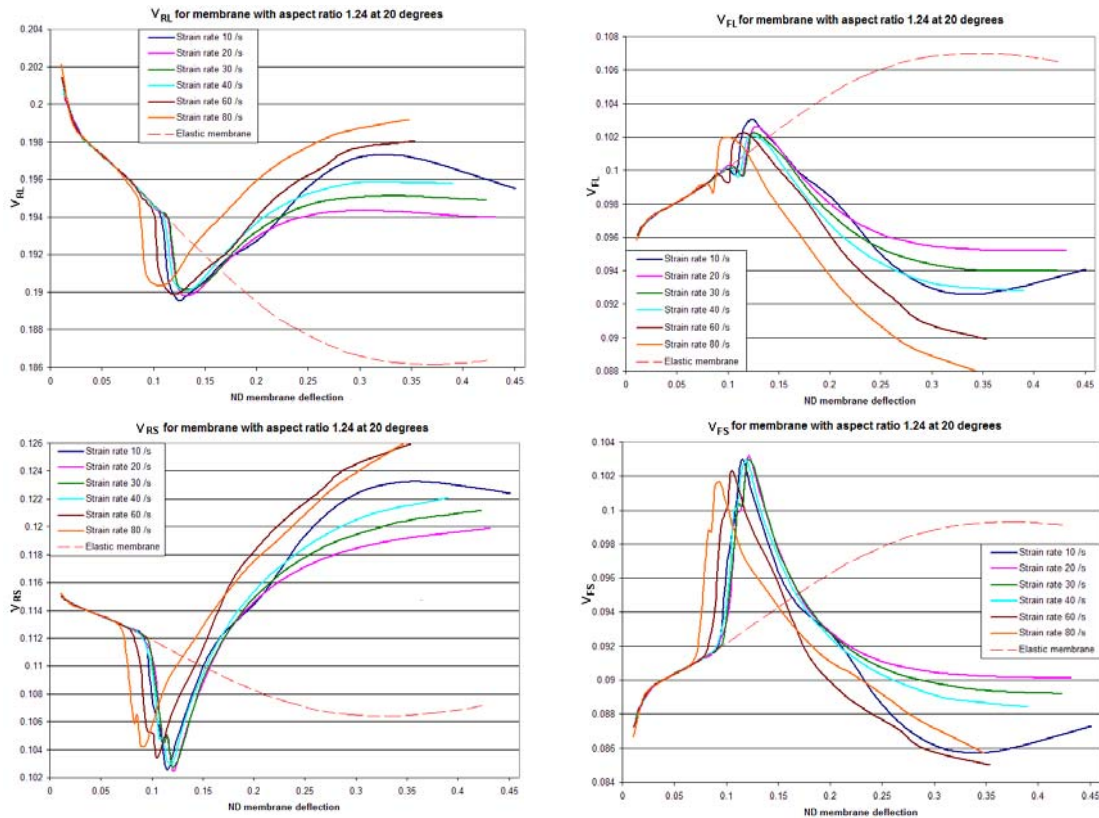 VRL for membrane with aspect ratio 1.24 at 20 degrees
0.204
0.202
0.2
0.198
0.196
0.194
0.192
0.19
0.188
0.186
VRL
Strain rate 10 /s
Strain rate 20 /s
Strain rate 30 /s
Strain rate 40 /s
Strain rate 60 /s
Strain rate 80 /s
Elastic membrane
0 0.05 0.1 0.15 0.2 0.25 0.3 0.35 0.4 0.45
ND membrane deflection
VFL for membrane with aspect ratio 1.24 at 20 degrees
0.108
0.106
0.104
0.102
0.1
0.098
0.096
0.094
0.092
0.09
0.088
VFL
Strain rate 10 /s
Strain rate 20 /s
Strain rate 30 /s
Strain rate 40 /s
Strain rate 60 /s
Strain rate 80 /s
Elastic membrane
0 0.05 0.1 0.15 0.2 0.25 0.3 0.35 0.4 0.45
ND membrane deflection
VRS for membrane with aspect ratio 1.24 at 20 degrees
0.126
0.124
0.122
0.12
0.118
0.116
0.114
0.112
0.11
0.108
0.106
0.104
0.102
VRS
Strain rate 10 /s
Strain rate 20 /s
Strain rate 30 /s
Strain rate 40 /s
Strain rate 60 /s
Strain rate 80 /s
Elastic membrane
0 0.05 0.1 0.15 0.2 0.25 0.3 0.35 0.4 0.45
ND membrane deflection
VFS for membrane with aspect ratio 1.24 at 20 degrees
0.104
0.102
0.1
0.098
0.096
0.094
0.092
0.09
0.088
0.086
0.084
VFS
Strain rate 10 /s
Strain rate 20 /s
Strain rate 30 /s
Strain rate 40 /s
Strain rate 60 /s
Strain rate 80 /s
Elastic membrane
0 0.05 0.1 0.15 0.2 0.25 0.3 0.35 0.4 0.45
ND membrane deflection